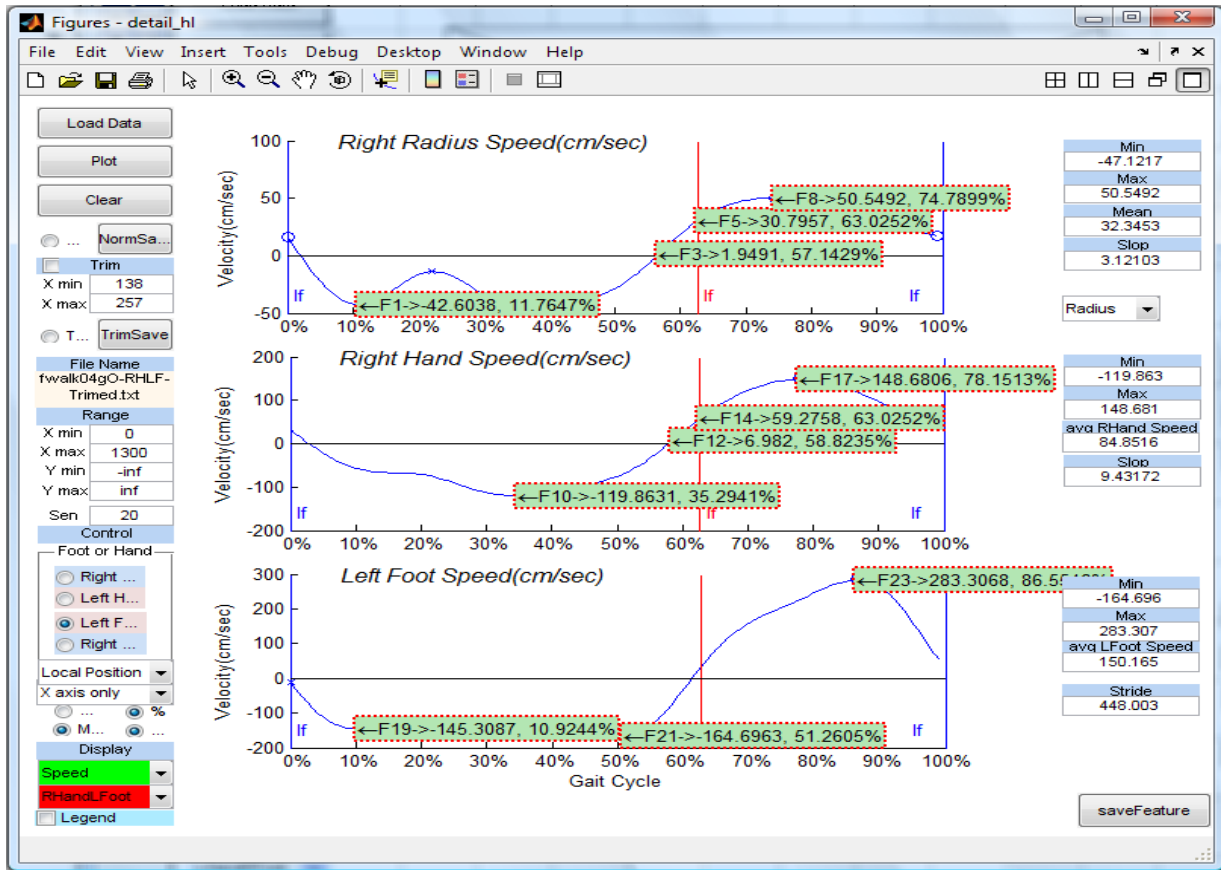 Figures - detail_hl
File Edit View Insert Tools Debug Desktop Window Help
Load Data
Plot
Clear
... NormSa...
Trim
X min 138
X max 257
T... TrimSave
File Name
fwalk04gO-RHLF-
Trimed.txt
Range
X min 0
X max 1300
Y min -inf
Y max inf
Sen 20
Control
Foot or Hand
Right ...
Left H...
Left F...
Right ...
Local Position
X axis only
... %
M... ...
Display
Speed
RHandLFoot
Legend
Right Radius Speed(cm/sec)
Velocity(cm/sec)
100
50
0
-50
←F8->50.5492, 74.7899%
←F5->30.7957, 63.0252%
←F3->1.9491, 57.1429%
←F1->-42.6038, 11.7647%
lf lf lf
0% 10% 20% 30% 40% 50% 60% 70% 80% 90% 100%
Right Hand Speed(cm/sec)
Velocity(cm/sec)
200
100
0
-100
-200
←F17->148.6806, 78.1513%
←F14->59.2758, 63.0252%
←F12->6.982, 58.8235%
←F10->-119.8631, 35.2941%
lf lf lf
0% 10% 20% 30% 40% 50% 60% 70% 80% 90% 100%
Left Foot Speed(cm/sec)
Velocity(cm/sec)
300
200
100
0
-100
-200
←F23->283.3068,
←F19->-145.3087, 10.9244%
←F21->-164.6963, 51.2605%
lf lf
0% 10% 20% 30% 40% 50% 60% 70% 80% 90% 100%
Gait Cycle
Min
-47.1217
Max
50.5492
Mean
32.3453
Slop
3.12103
Radius
Min
-119.863
Max
148.681
avg RHand Speed
84.8516
Slop
9.43172
Min
-164.696
Max
283.307
avg LFoot Speed
150.165
Stride
448.003
saveFeature